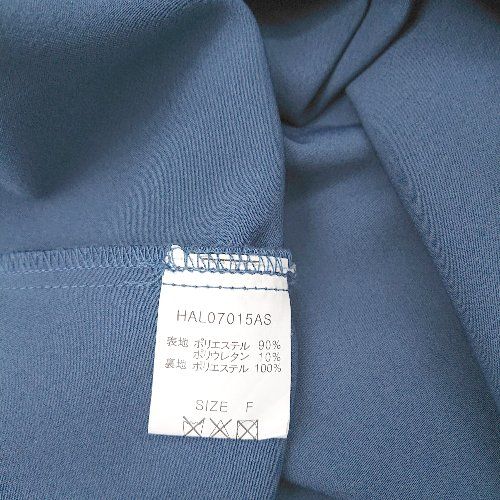 HAL07015AS
表地 ポリエステル 90%
ポリウレタン 10%
裏地 ポリエステル 100%
SIZE F